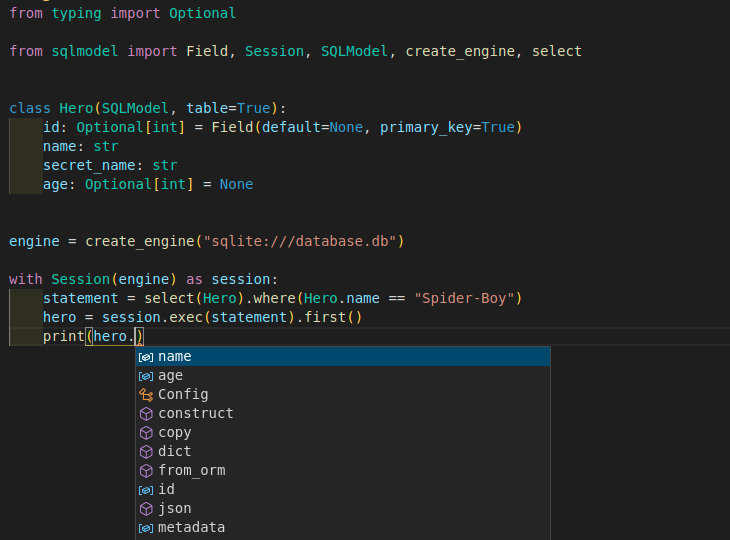 from typing import Optional
from sqlmodel import Field, Session, SQLModel, create_engine, select
class Hero(SQLModel, table=True):
id: Optional[int] = Field(default=None, primary_key=True)
name: str
secret_name: str
age: Optional[int] = None
engine = create_engine("sqlite:///database.db")
with Session(engine) as session:
statement = select(Hero).where(Hero.name == "Spider-Boy")
hero = session.exec(statement).first()
print(hero.)
name
age
Config
construct
copy
dict
from_orm
id
json
metadata